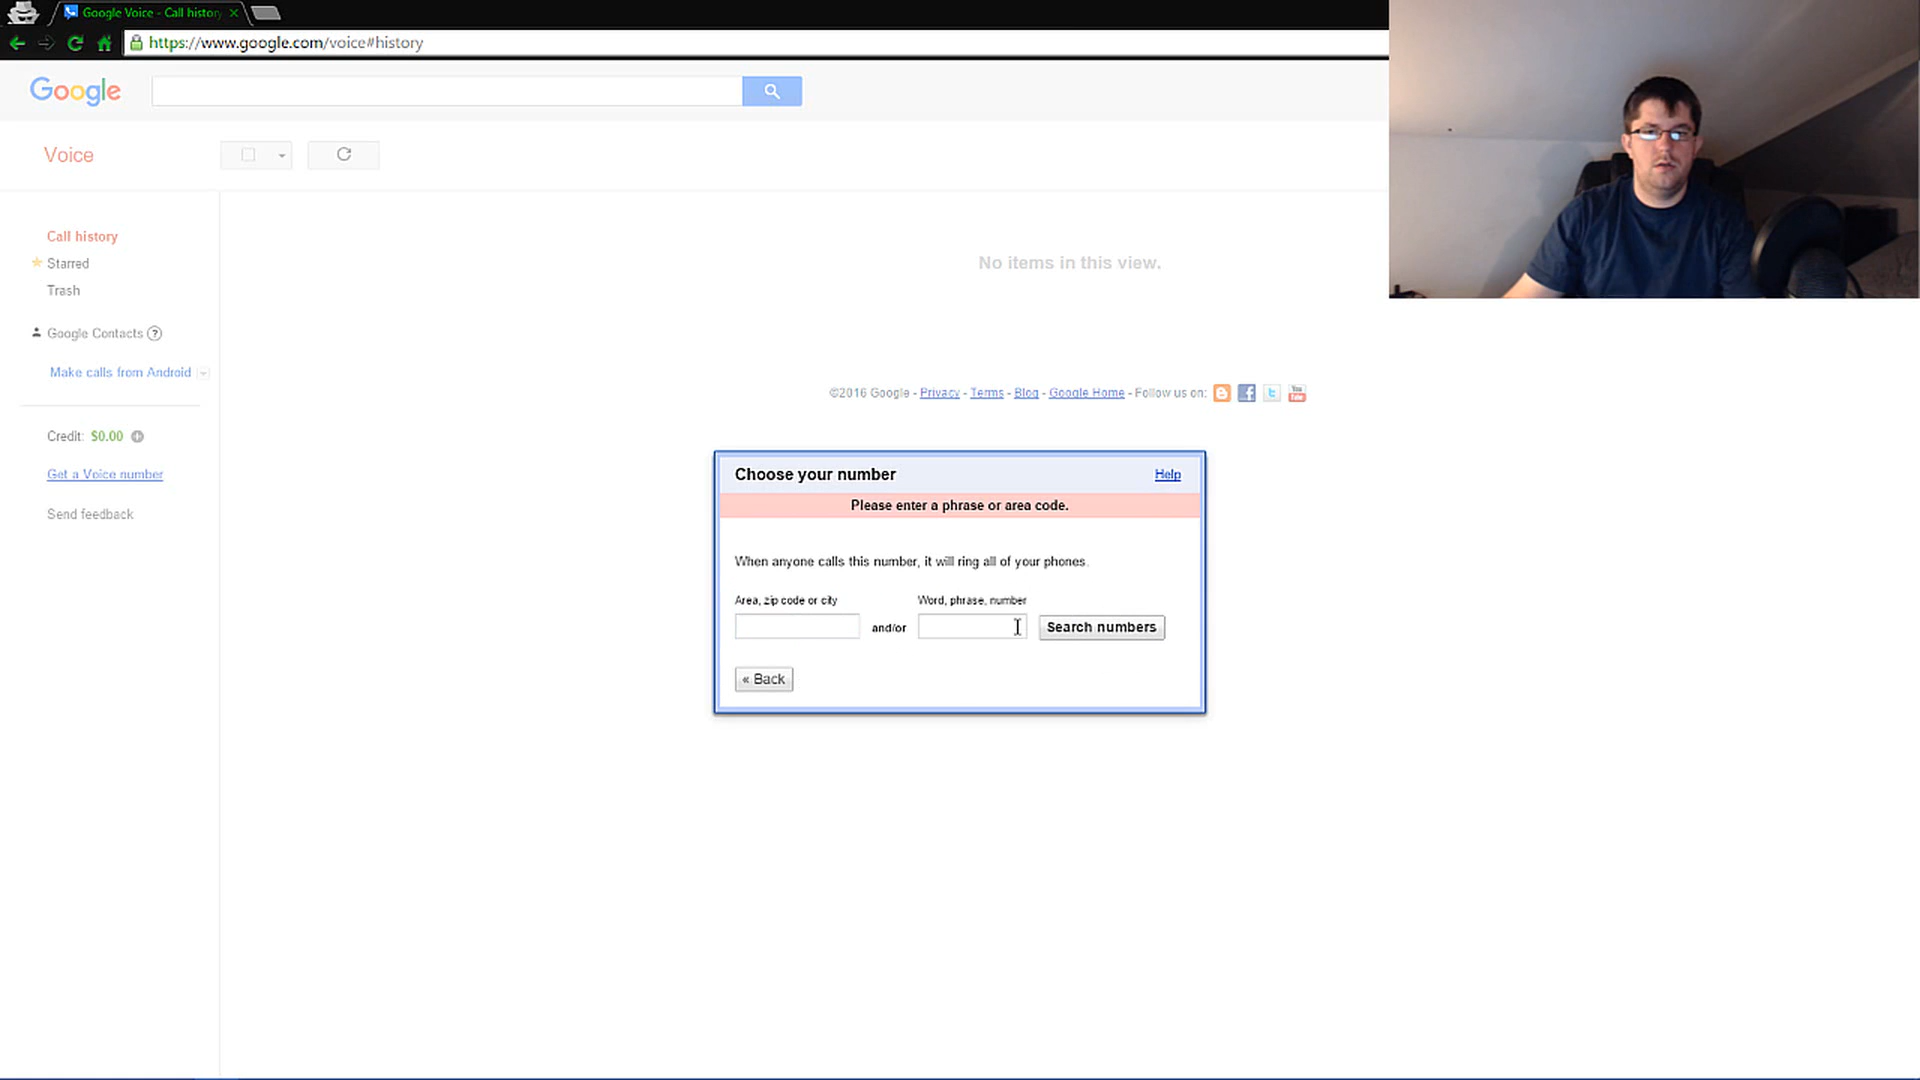 Google Voice - Call history
https://www.google.com/voice#history
Google
Voice
Call history
Starred
Trash
Google Contacts ?
Make calls from Android
Credit: $0.00
Get a Voice number
Send feedback
No items in this view.
©2016 Google - Privacy - Terms - Blog - Google Home - Follow us on:
Choose your number
Help
Please enter a phrase or area code.
When anyone calls this number, it will ring all of your phones.
Area, zip code or city
Word, phrase, number
and/or
Search numbers
« Back